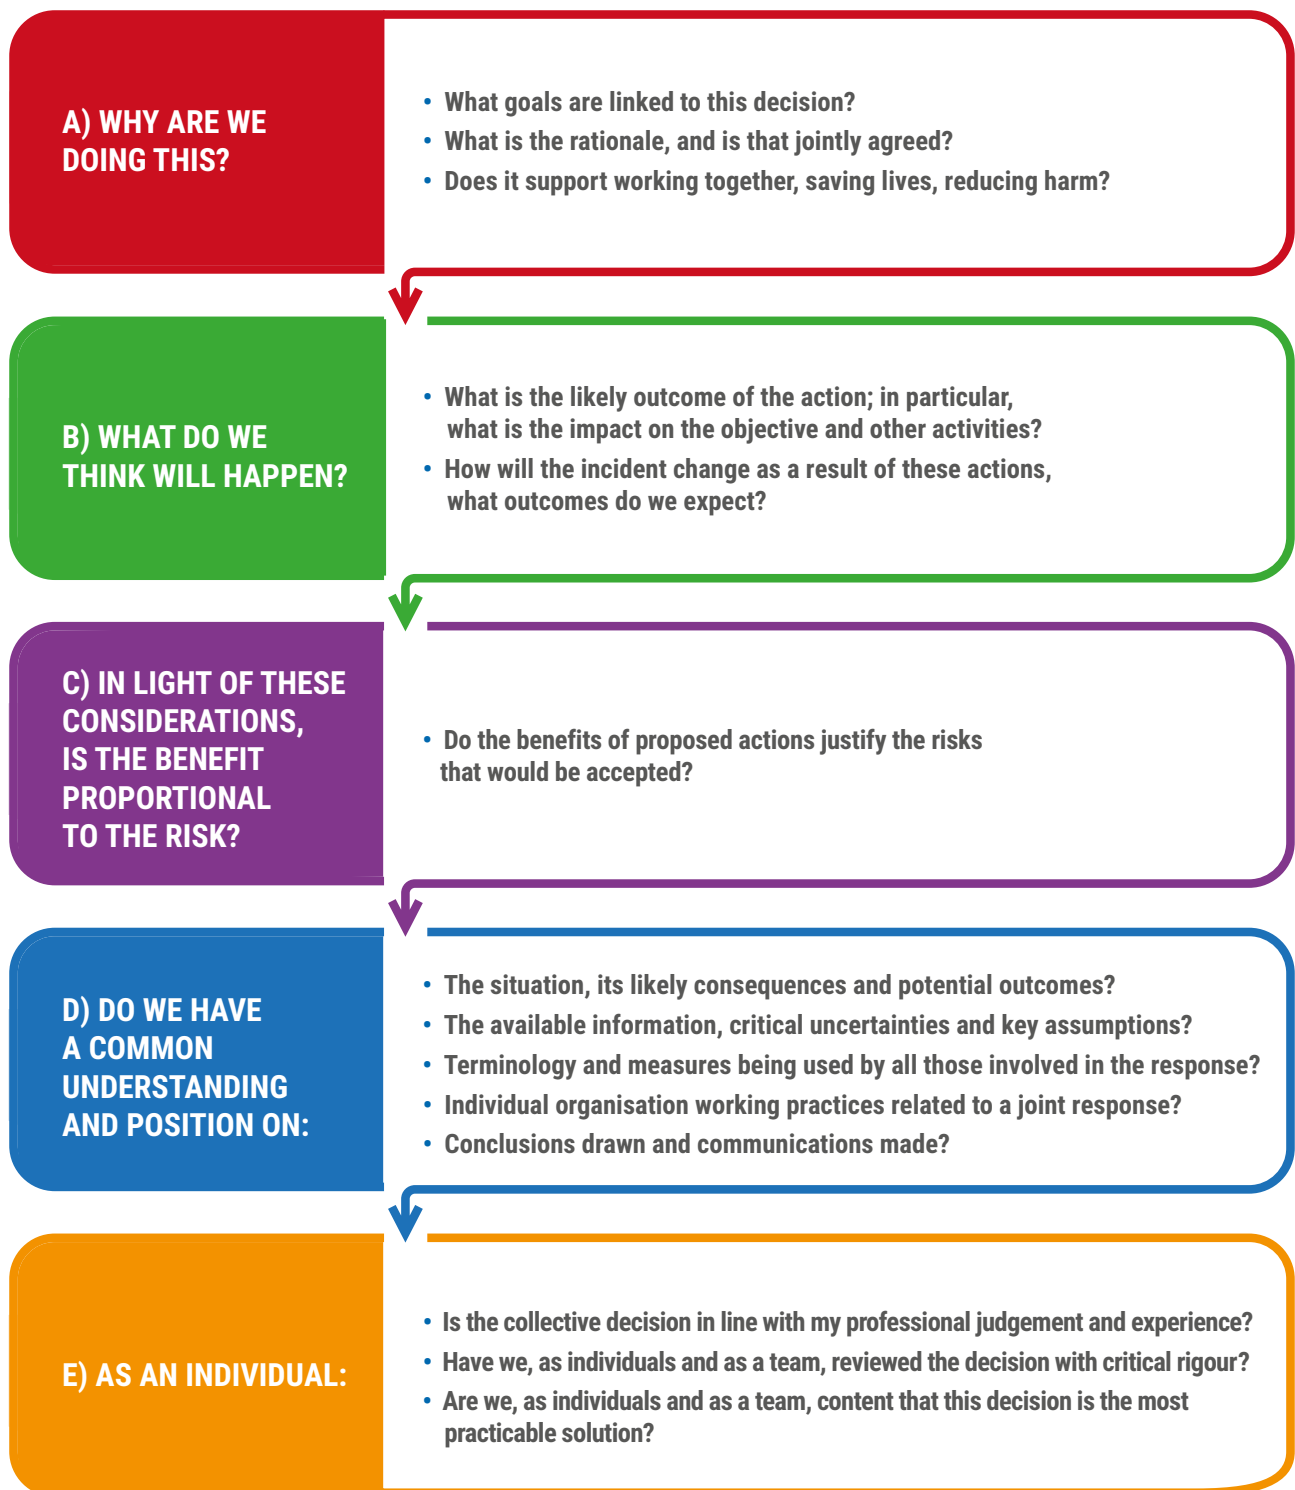 A) WHY ARE WE
DOING THIS?
• What goals are linked to this decision?
• What is the rationale, and is that jointly agreed?
• Does it support working together, saving lives, reducing harm?
B) WHAT DO WE
THINK WILL HAPPEN?
• What is the likely outcome of the action; in particular,
what is the impact on the objective and other activities?
• How will the incident change as a result of these actions,
what outcomes do we expect?
C) IN LIGHT OF THESE
CONSIDERATIONS,
IS THE BENEFIT
PROPORTIONAL
TO THE RISK?
• Do the benefits of proposed actions justify the risks
that would be accepted?
D) DO WE HAVE
A COMMON
UNDERSTANDING
AND POSITION ON:
• The situation, its likely consequences and potential outcomes?
• The available information, critical uncertainties and key assumptions?
• Terminology and measures being used by all those involved in the response?
• Individual organisation working practices related to a joint response?
• Conclusions drawn and communications made?
E) AS AN INDIVIDUAL:
• Is the collective decision in line with my professional judgement and experience?
• Have we, as individuals and as a team, reviewed the decision with critical rigour?
• Are we, as individuals and as a team, content that this decision is the most
practicable solution?